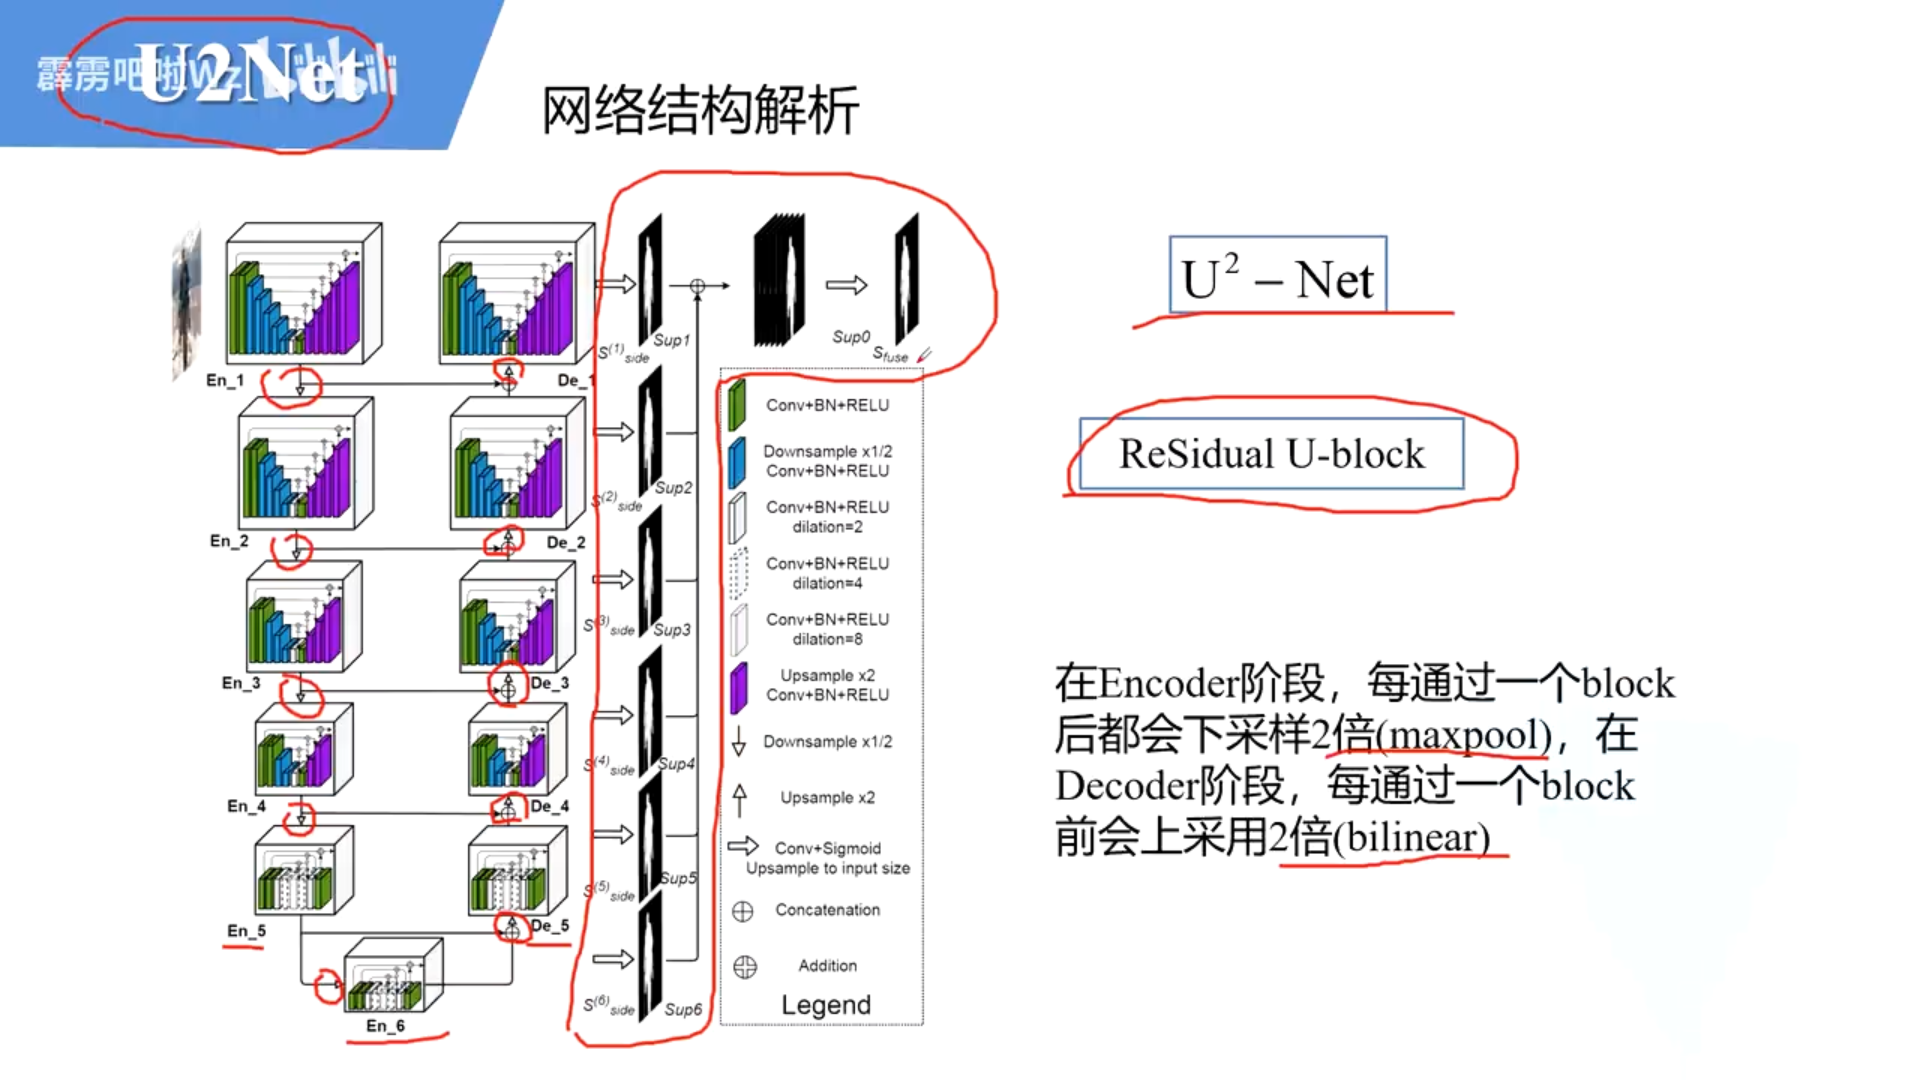 U2Net
霹雳吧啦Wz bilibili
网络结构解析
En_1
De_1
En_2
De_2
En_3
De_3
En_4
De_4
En_5
De_5
En_6
S(1)side
Sup1
S(2)side
Sup2
S(3)side
Sup3
S(4)side
Sup4
S(5)side
Sup5
S(6)side
Sup6
Sup0
Sfuse
Conv+BN+RELU
Downsample x1/2
Conv+BN+RELU
Conv+BN+RELU
dilation=2
Conv+BN+RELU
dilation=4
Conv+BN+RELU
dilation=8
Upsample x2
Conv+BN+RELU
Downsample x1/2
Upsample x2
Conv+Sigmoid
Upsample to input size
Concatenation
Addition
Legend
U² – Net
ReSidual U-block
在Encoder阶段，每通过一个block
后都会下采样2倍(maxpool)，在
Decoder阶段，每通过一个block
前会上采用2倍(bilinear)